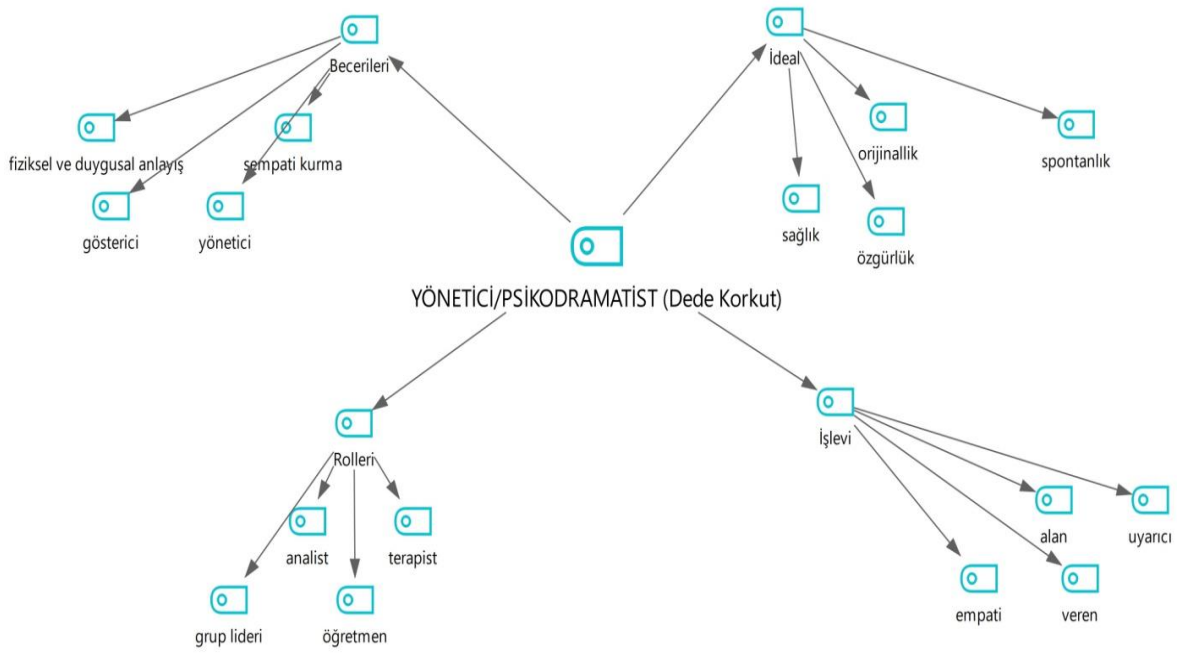 Becerileri
İdeal
fiziksel ve duygusal anlayış
sempati kurma
orijinallik
spontanlık
gösterici
yönetici
sağlık
özgürlük
YÖNETİCİ/PSİKODRAMATİST (Dede Korkut)
Rolleri
İşlevi
analist
terapist
alan
uyarıcı
grup lideri
öğretmen
empati
veren